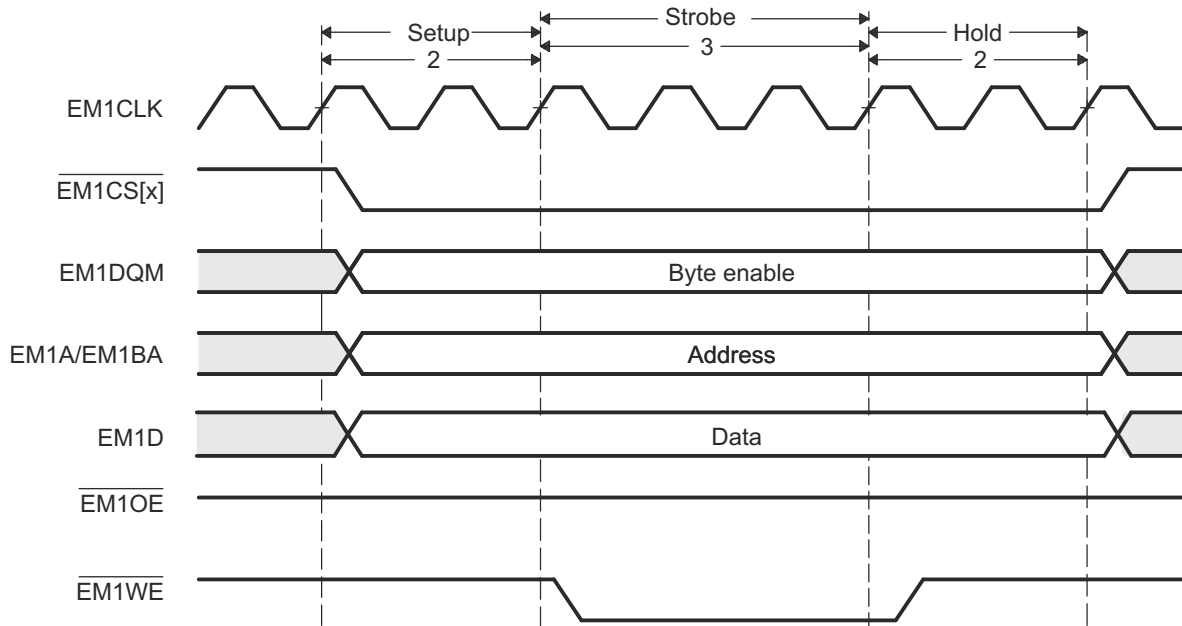 Setup
Strobe
Hold
2
3
2
EM1CLK
EM1CS[x]
EM1DQM
Byte enable
EM1A/EM1BA
Address
EM1D
Data
EM1OE
EM1WE